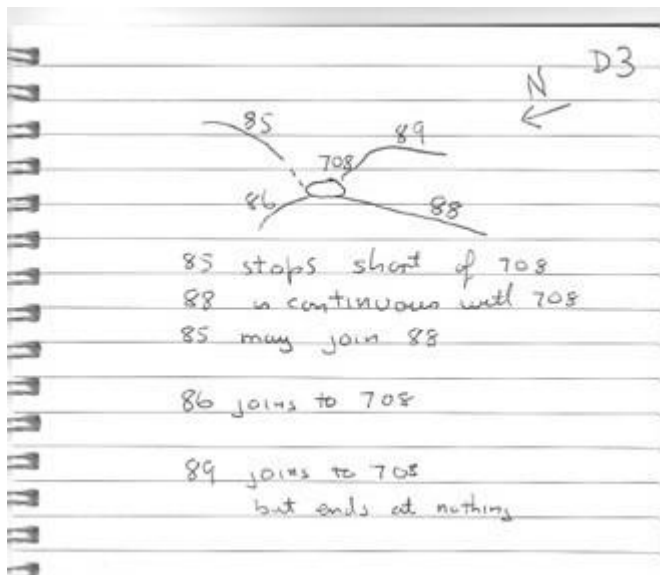 D3
N
85
89
708
86
88
85 stops short of 708
88 is continuous with 708
85 may join 88
86 joins to 708
89 joins to 708
but ends at nothing